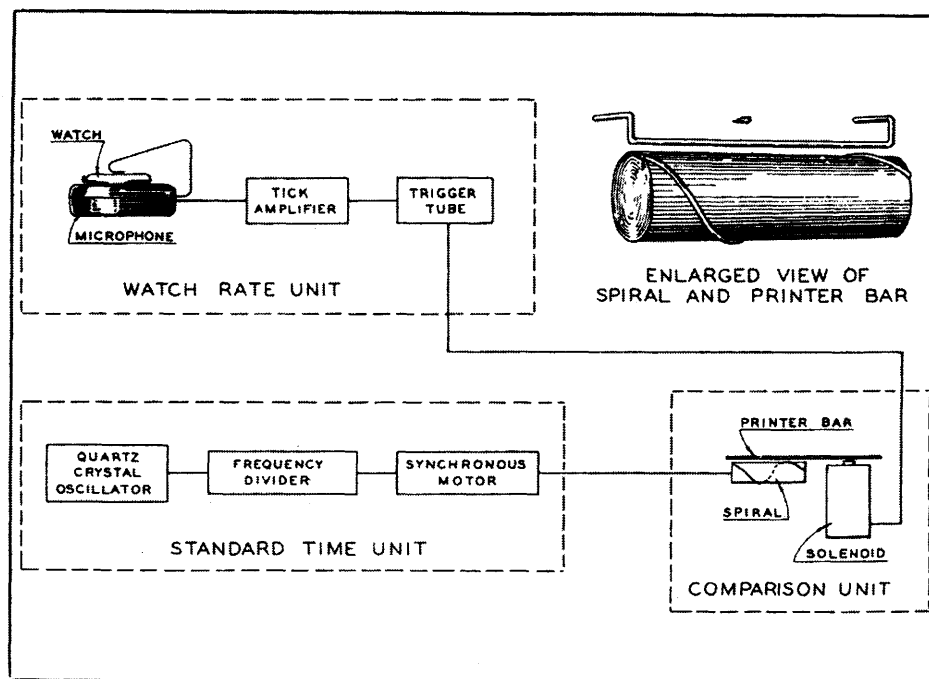 WATCH
MICROPHONE
TICK
AMPLIFIER
TRIGGER
TUBE
WATCH RATE UNIT
ENLARGED VIEW OF
SPIRAL AND PRINTER BAR
QUARTZ
CRYSTAL
OSCILLATOR
FREQUENCY
DIVIDER
SYNCHRONOUS
MOTOR
STANDARD TIME UNIT
PRINTER BAR
SPIRAL
SOLENOID
COMPARISON UNIT